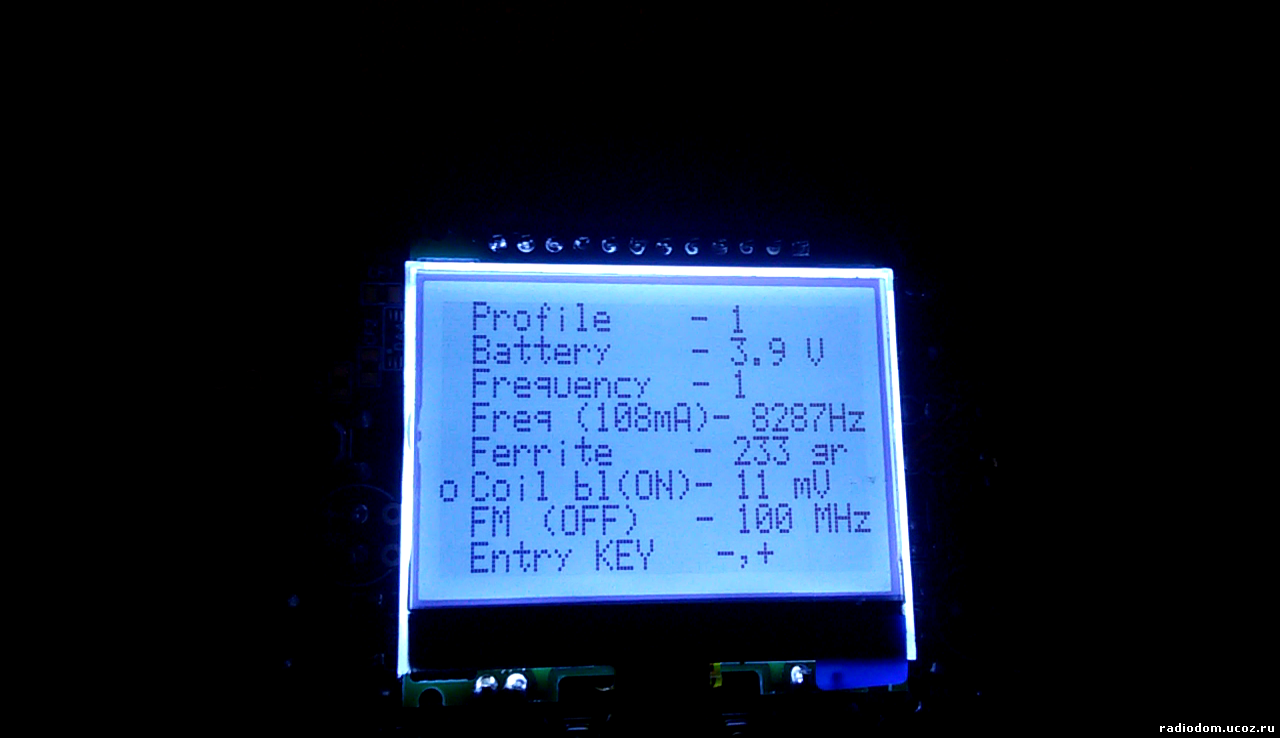 Profile - 1
Battery - 3.9 V
Frequency - 1
Freq (108mA)- 8287Hz
Ferrite - 233 gr
o Coil bl(ON)- 11 mV
FM (OFF) - 100 MHz
Entry KEY -,+
radiodom.ucoz.ru